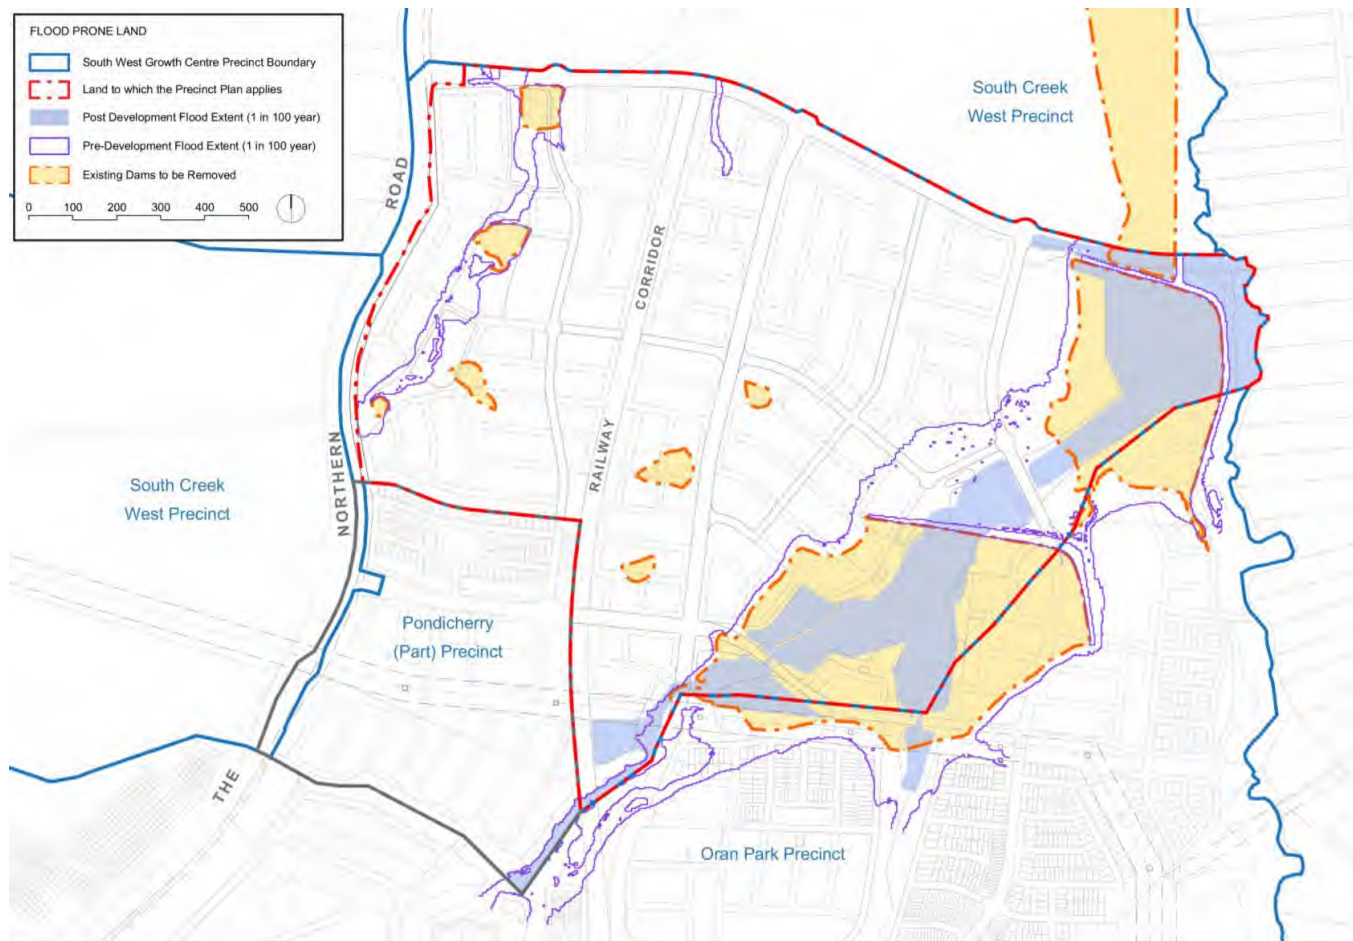 FLOOD PRONE LAND
South West Growth Centre Precinct Boundary
Land to which the Precinct Plan applies
Post Development Flood Extent (1 in 100 year)
Pre-Development Flood Extent (1 in 100 year)
Existing Dams to be Removed
0 100 200 300 400 500
South Creek
West Precinct
ROAD
CORRIDOR
RAILWAY
NORTHERN
South Creek
West Precinct
Pondicherry
(Part) Precinct
THE
Oran Park Precinct